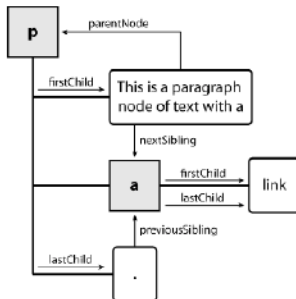 parentNode
p
firstChild
This is a paragraph
node of text with a
nextSibling
a
firstChild
lastChild
link
previousSibling
lastChild
.